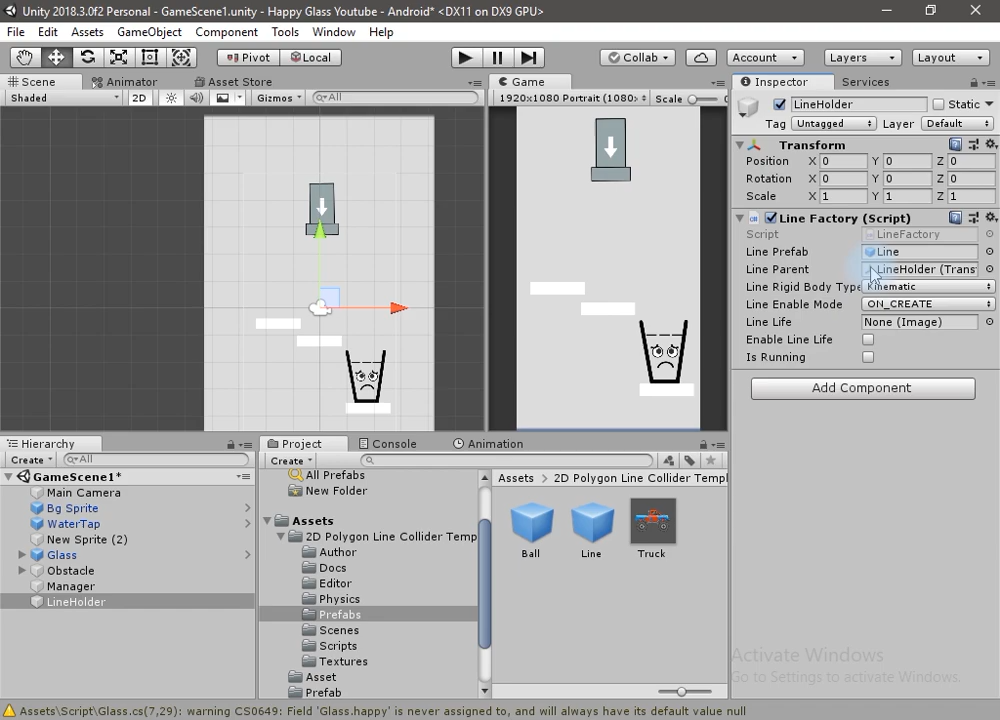 Unity 2018.3.0f2 Personal - GameScene1.unity - Happy Glass Youtube - Android* <DX11 on DX9 GPU>
File Edit Assets GameObject Component Tools Window Help
Pivot Local Collab Account Layers Layout
Scene Animator Asset Store
Shaded 2D Gizmos All
Game
1920x1080 Portrait (1080> Scale
Inspector Services
LineHolder Static
Tag Untagged Layer Default
Transform
Position X 0 Y 0 Z 0
Rotation X 0 Y 0 Z 0
Scale X 1 Y 1 Z 1
Line Factory (Script)
Script LineFactory
Line Prefab Line
Line Parent LineHolder (Trans
Line Rigid Body Type Kinematic
Line Enable Mode ON_CREATE
Line Life None (Image)
Enable Line Life
Is Running
Add Component
Hierarchy
Create All
GameScene1*
Main Camera
Bg Sprite
WaterTap
New Sprite (2)
Glass
Obstacle
Manager
LineHolder
Project Console Animation
Create
All Prefabs
New Folder
Assets
2D Polygon Line Collider Temp
Author
Docs
Editor
Physics
Prefabs
Scenes
Scripts
Textures
Asset
Prefab
Assets > 2D Polygon Line Collider Templ
Ball Line Truck
Activate Windows
Go to Settings to activate Windows.
Assets\Script\Glass.cs(7,29): warning CS0649: Field 'Glass.happy' is never assigned to, and will always have its default value null